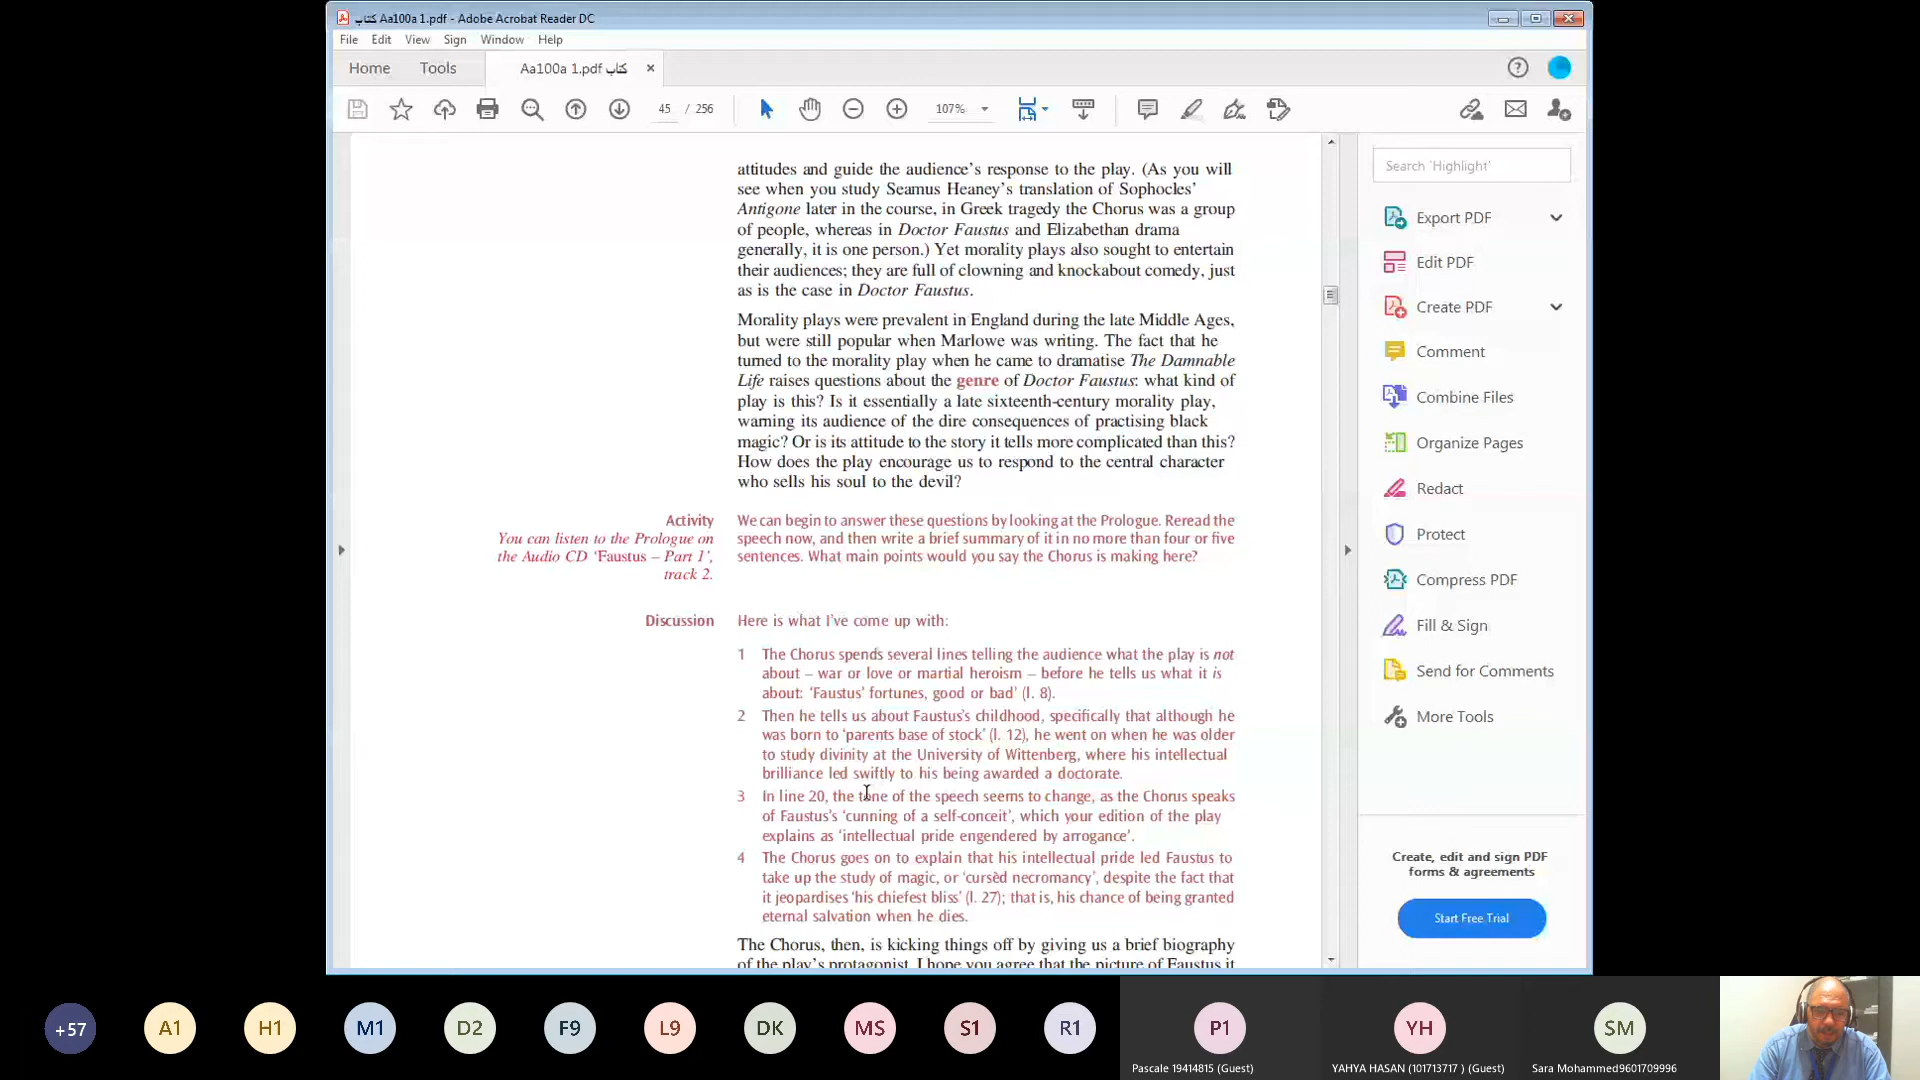 كتاب Aa100a 1.pdf - Adobe Acrobat Reader DC
File Edit View Sign Window Help
Home Tools كتاب Aa100a 1.pdf ×
45 / 256 107%
attitudes and guide the audience's response to the play. (As you will
see when you study Seamus Heaney's translation of Sophocles'
Antigone later in the course, in Greek tragedy the Chorus was a group
of people, whereas in Doctor Faustus and Elizabethan drama
generally, it is one person.) Yet morality plays also sought to entertain
their audiences; they are full of clowning and knockabout comedy, just
as is the case in Doctor Faustus.
Morality plays were prevalent in England during the late Middle Ages,
but were still popular when Marlowe was writing. The fact that he
turned to the morality play when he came to dramatise The Damnable
Life raises questions about the genre of Doctor Faustus: what kind of
play is this? Is it essentially a late sixteenth-century morality play,
warning its audience of the dire consequences of practising black
magic? Or is its attitude to the story it tells more complicated than this?
How does the play encourage us to respond to the central character
who sells his soul to the devil?
Activity
You can listen to the Prologue on
the Audio CD 'Faustus – Part 1',
track 2.
We can begin to answer these questions by looking at the Prologue. Reread the
speech now, and then write a brief summary of it in no more than four or five
sentences. What main points would you say the Chorus is making here?
Discussion
Here is what I've come up with:
1 The Chorus spends several lines telling the audience what the play is not
about – war or love or martial heroism – before he tells us what it is
about: 'Faustus' fortunes, good or bad' (l. 8).
2 Then he tells us about Faustus's childhood, specifically that although he
was born to 'parents base of stock' (l. 12), he went on when he was older
to study divinity at the University of Wittenberg, where his intellectual
brilliance led swiftly to his being awarded a doctorate.
3 In line 20, the tone of the speech seems to change, as the Chorus speaks
of Faustus's 'cunning of a self-conceit', which your edition of the play
explains as 'intellectual pride engendered by arrogance'.
4 The Chorus goes on to explain that his intellectual pride led Faustus to
take up the study of magic, or 'cursèd necromancy', despite the fact that
it jeopardises 'his chiefest bliss' (l. 27); that is, his chance of being granted
eternal salvation when he dies.
The Chorus, then, is kicking things off by giving us a brief biography
of the play's protagonist. I hope you agree that the picture of Faustus it
Search 'Highlight'
Export PDF
Edit PDF
Create PDF
Comment
Combine Files
Organize Pages
Redact
Protect
Compress PDF
Fill & Sign
Send for Comments
More Tools
Create, edit and sign PDF
forms & agreements
Start Free Trial
+57 A1 H1 M1 D2 F9 L9 DK MS S1 R1 P1 YH SM
Pascale 19414815 (Guest) YAHYA HASAN (101713717 ) (Guest) Sara Mohammed9601709996